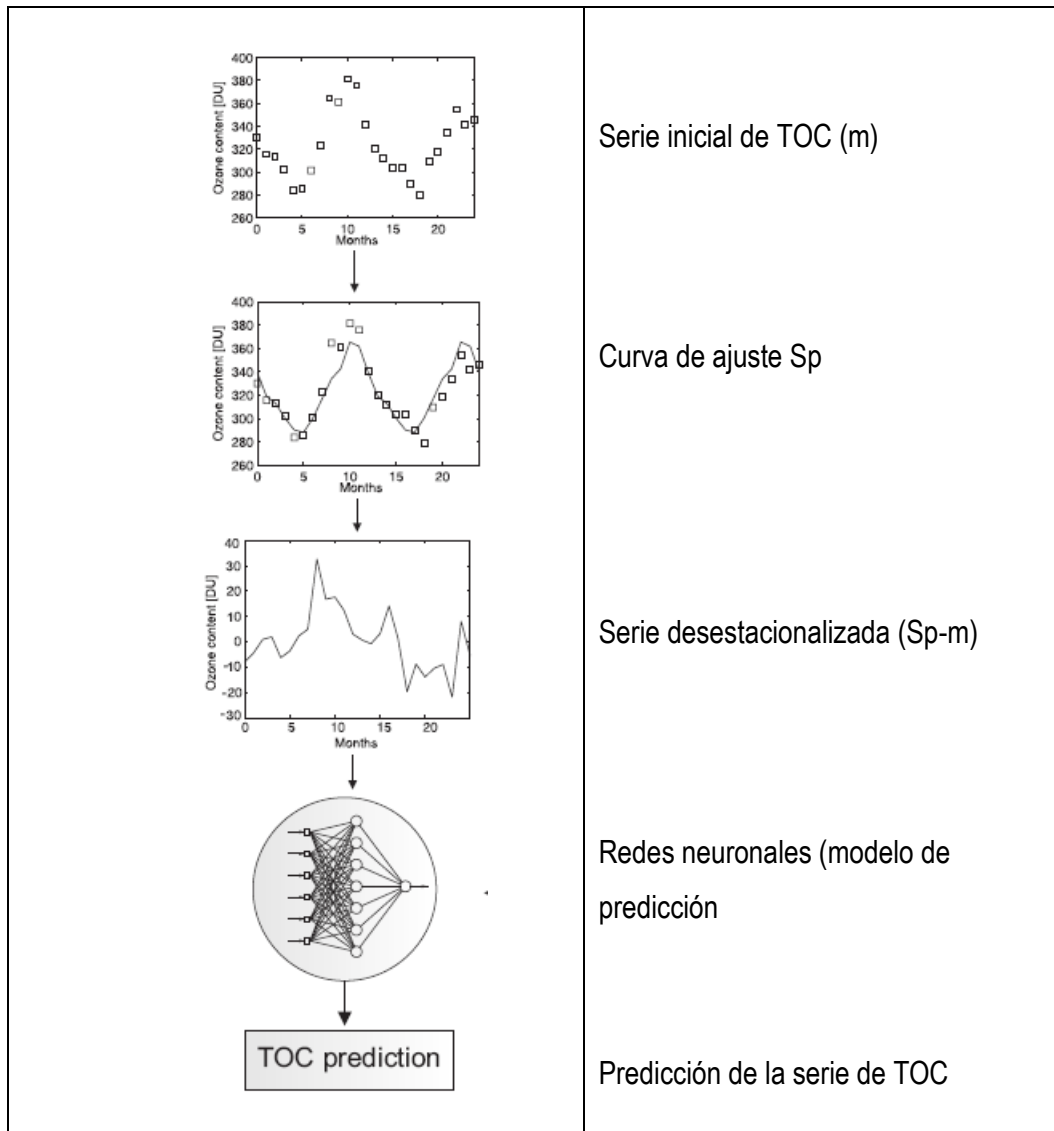 400
380
360
340
320
300
280
260
Ozone content [DU]
0 5 10 15 20
Months
Serie inicial de TOC (m)
400
380
360
340
320
300
280
260
Ozone content [DU]
0 5 10 15 20
Months
Curva de ajuste Sp
40
30
20
10
0
-10
-20
-30
Ozone content [DU]
0 5 10 15 20
Months
Serie desestacionalizada (Sp-m)
Redes neuronales (modelo de
predicción
TOC prediction
Predicción de la serie de TOC